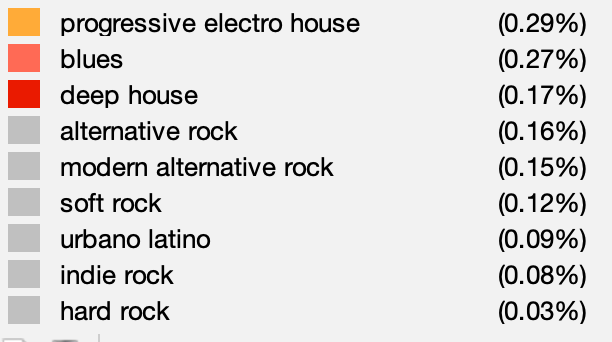 progressive electro house (0.29%)
blues (0.27%)
deep house (0.17%)
alternative rock (0.16%)
modern alternative rock (0.15%)
soft rock (0.12%)
urbano latino (0.09%)
indie rock (0.08%)
hard rock (0.03%)